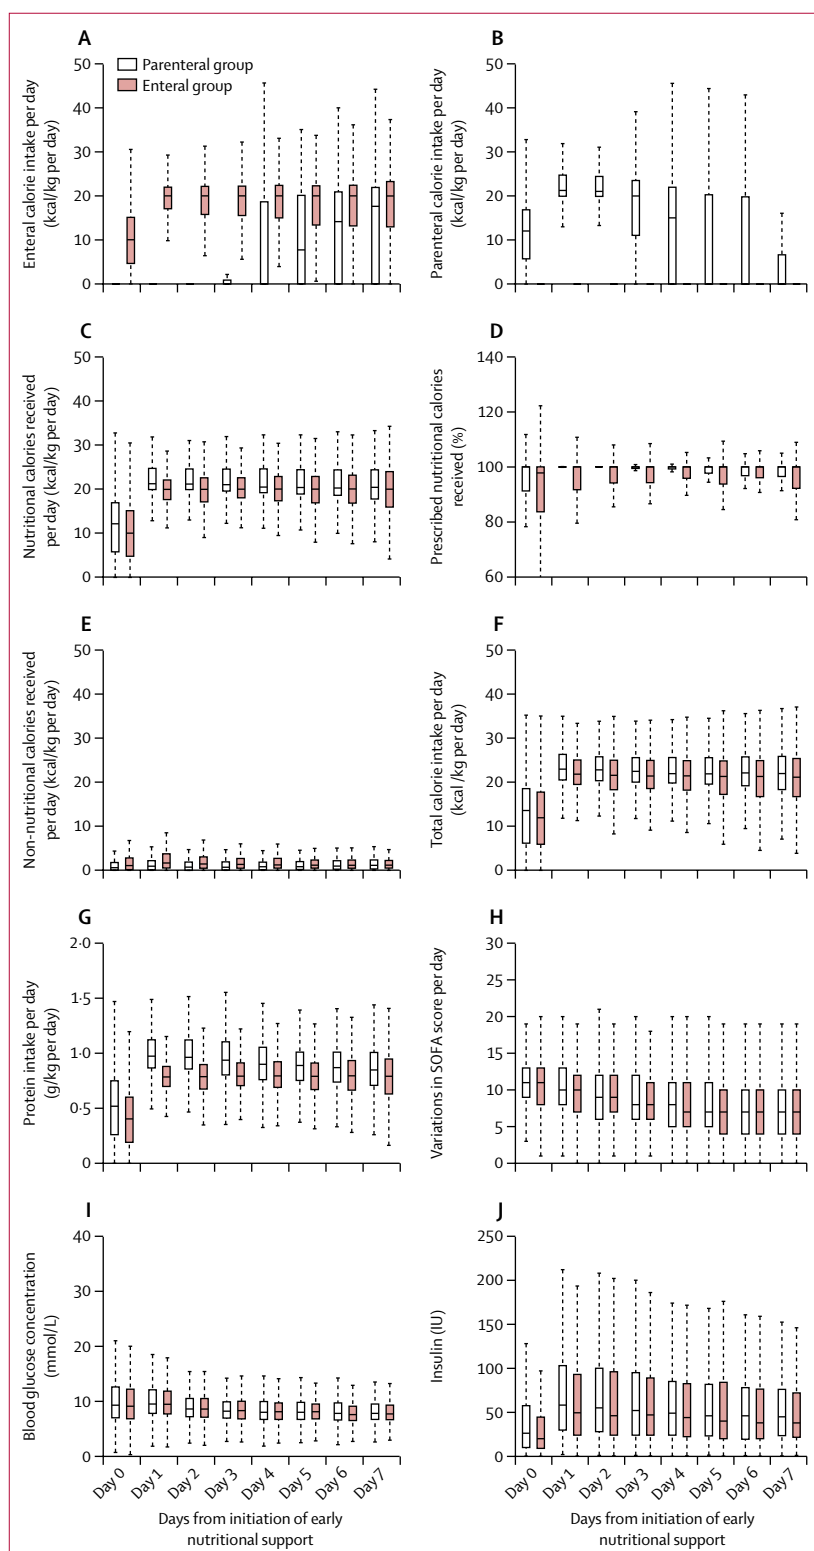 A
Parenteral group
Enteral group
Enteral calorie intake per day
(kcal/kg per day)
50
40
30
20
10
0
B
Parenteral calorie intake per day
(kcal/kg per day)
50
40
30
20
10
0
C
Nutritional calories received
per day (kcal/kg per day)
50
40
30
20
10
0
D
Prescribed nutritional calories
received (%)
140
120
100
80
60
E
Non-nutritional calories received
per day (kcal/kg per day)
50
40
30
20
10
0
F
Total calorie intake per day
(kcal /kg per day)
50
40
30
20
10
0
G
Protein intake per day
(g/kg per day)
2·0
1·5
1·0
0·5
0
H
Variations in SOFA score per day
30
25
20
15
10
5
0
I
Blood glucose concentration
(mmol/L)
40
30
20
10
0
Day 0
Day 1
Day 2
Day 3
Day 4
Day 5
Day 6
Day 7
Days from initiation of early
nutritional support
J
Insulin (IU)
250
200
150
100
50
0
Day 0
Day 1
Day 2
Day 3
Day 4
Day 5
Day 6
Day 7
Days from initiation of early
nutritional support